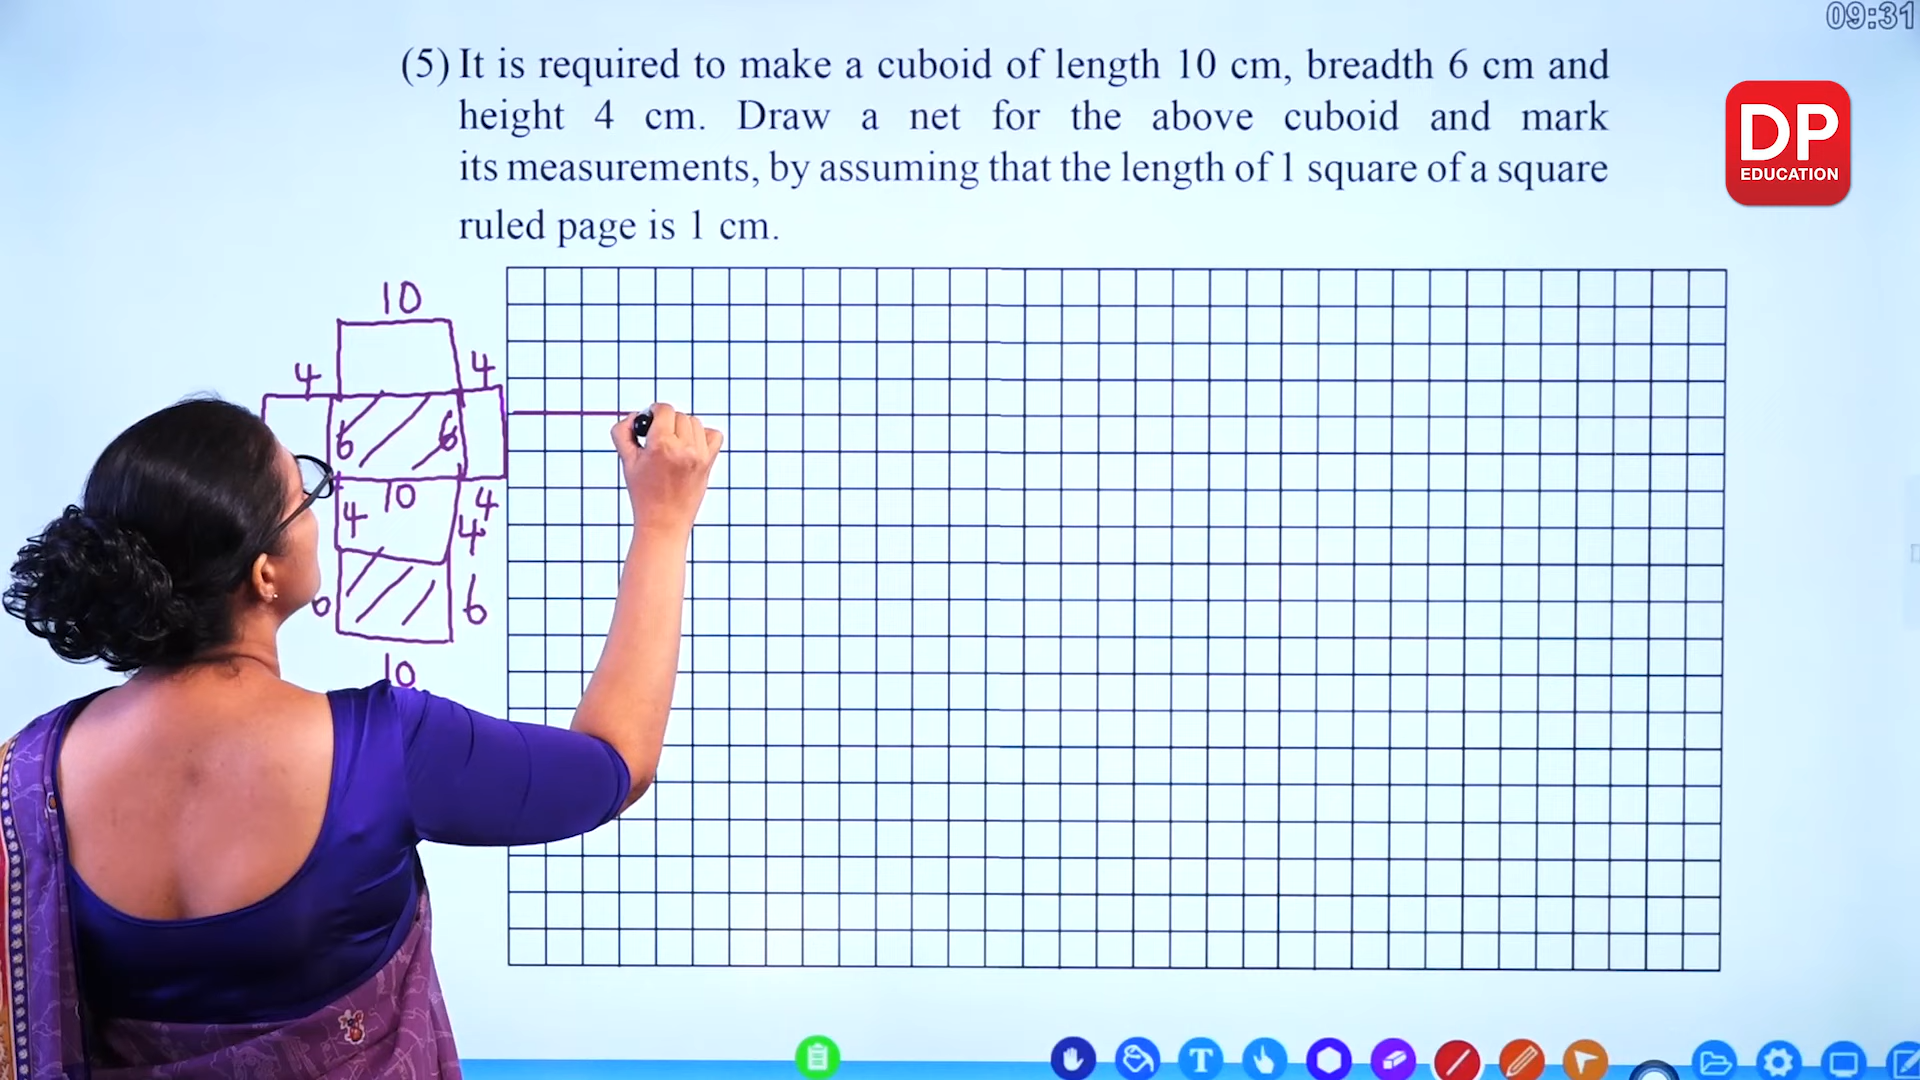 09:31
(5) It is required to make a cuboid of length 10 cm, breadth 6 cm and
height 4 cm. Draw a net for the above cuboid and mark
its measurements, by assuming that the length of 1 square of a square
ruled page is 1 cm.
DP
EDUCATION
10
4 4
6 6
10
4 4
4
6 6
10
T